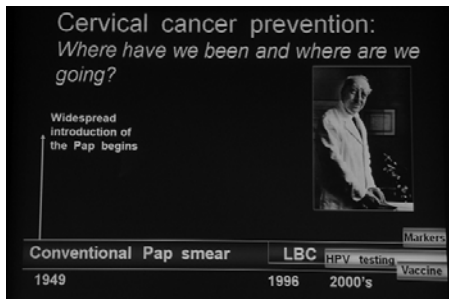 Cervical cancer prevention:
Where have we been and where are we
going?
Widespread
introduction of
the Pap begins
Markers
Conventional Pap smear
LBC
HPV testing
Vaccine
1949
1996
2000's